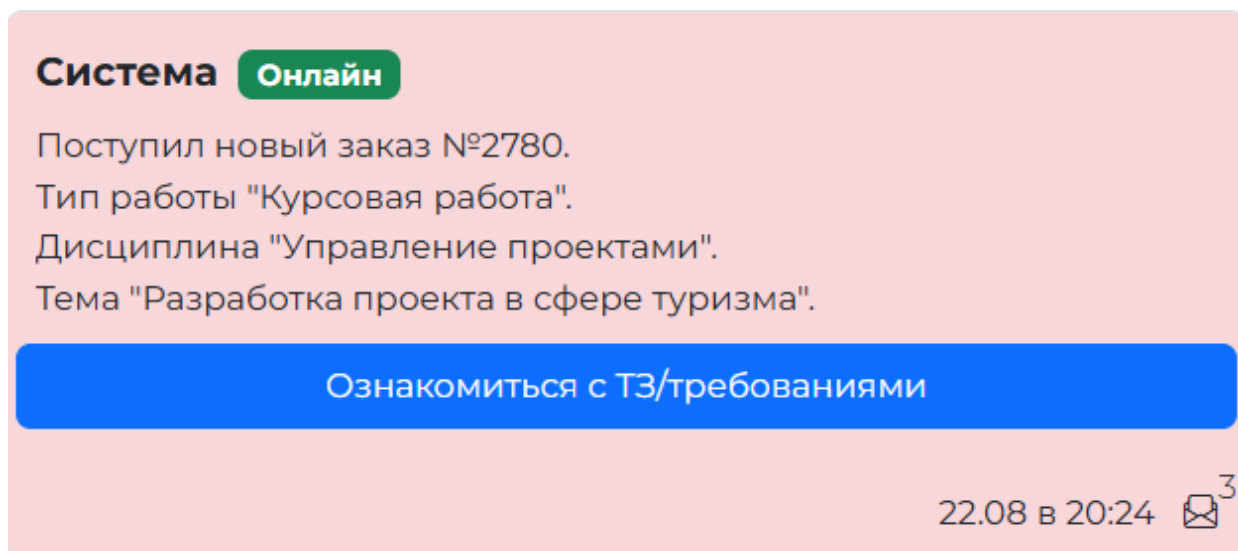 Система Онлайн
Поступил новый заказ №2780.
Тип работы "Курсовая работа".
Дисциплина "Управление проектами".
Тема "Разработка проекта в сфере туризма".
Ознакомиться с ТЗ/требованиями
22.08 в 20:24 3